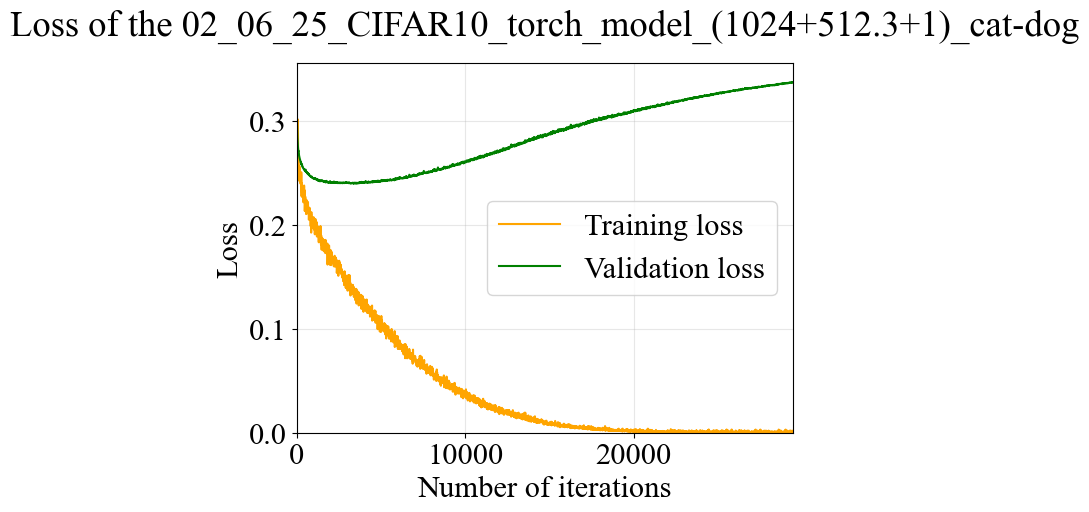 Loss of the 02_06_25_CIFAR10_torch_model_(1024+512.3+1)_cat-dog
0.3
0.2
0.1
0.0
Loss
Training loss
Validation loss
0
10000
20000
Number of iterations